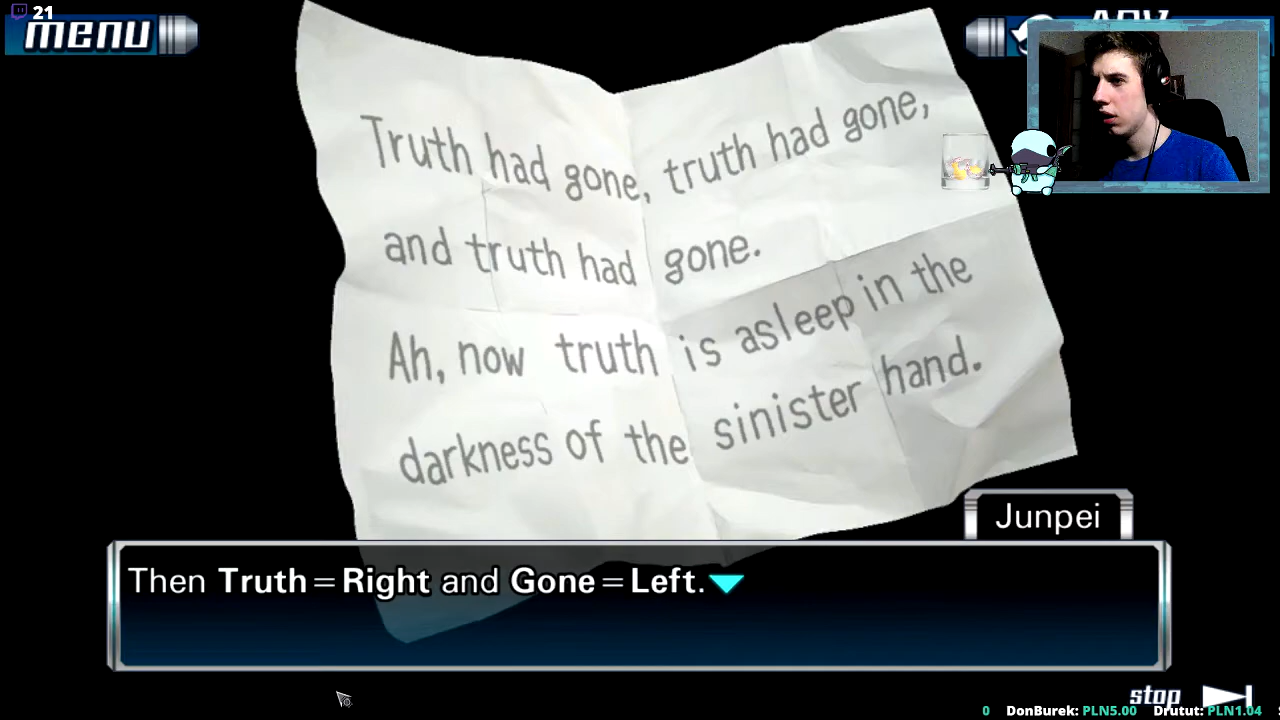 21
menu
Truth had gone, truth had gone,
and truth had gone.
Ah, now truth is asleep in the
darkness of the sinister hand.
Junpei
Then Truth=Right and Gone=Left.
stop
0 DonBurek: PLN5.00 Drutut: PLN1.04